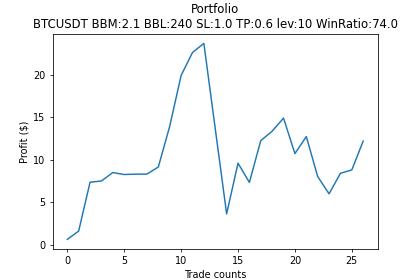 Portfolio
BTCUSDT BBM:2.1 BBL:240 SL:1.0 TP:0.6 lev:10 WinRatio:74.0
Profit ($)
20
15
10
5
0
0 5 10 15 20 25
Trade counts